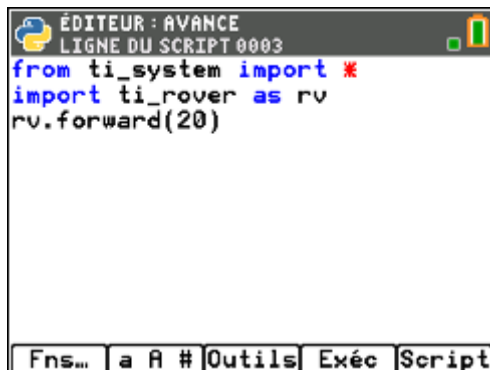 ÉDITEUR : AVANCE
LIGNE DU SCRIPT 0003
from ti_system import *
import ti_rover as rv
rv.forward(20)
Fns… a A # Outils Exéc Script